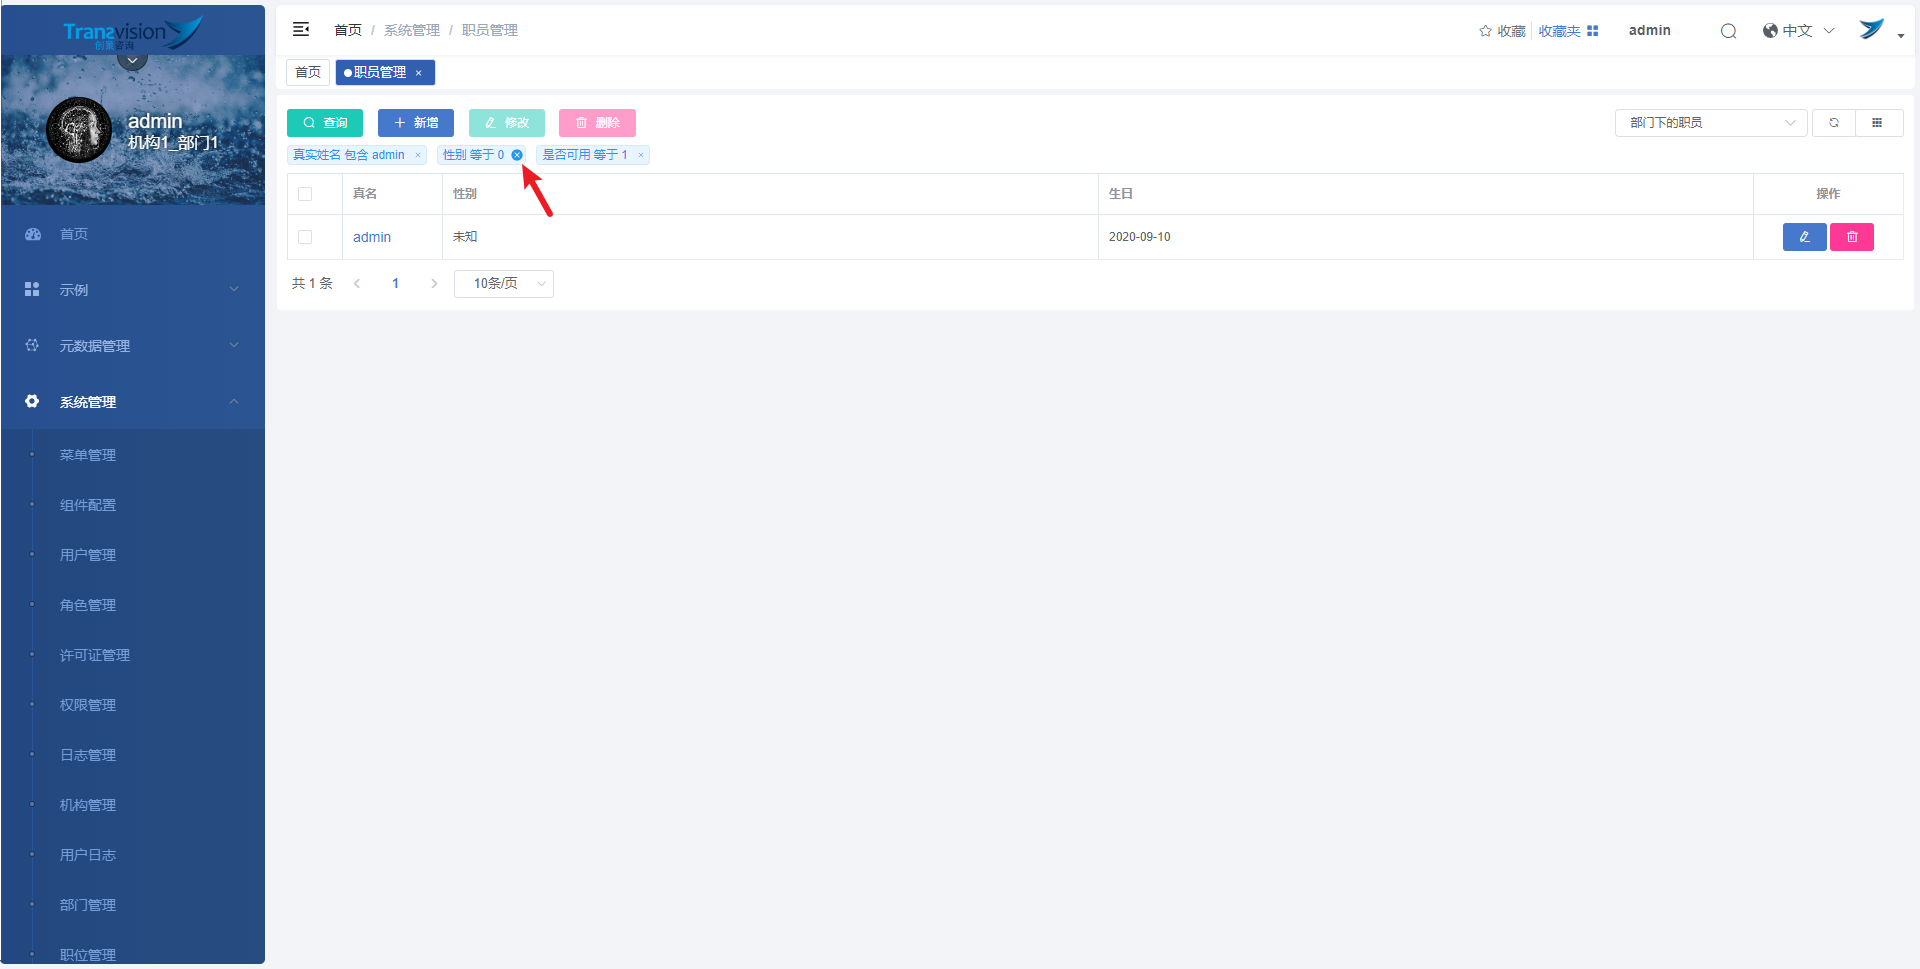 Tranzvision
创景咨询
admin
机构1_部门1
首页
示例
元数据管理
系统管理
菜单管理
组件配置
用户管理
角色管理
许可证管理
权限管理
日志管理
机构管理
用户日志
部门管理
职位管理
首页 / 系统管理 / 职员管理
收藏 收藏夹 admin 中文
首页 职员管理 ×
查询 新增 修改 删除 部门下的职员
真实姓名 包含 admin × 性别 等于 0 × 是否可用 等于 1 ×
真名 性别 生日 操作
admin 未知 2020-09-10
共 1 条 1 10条/页